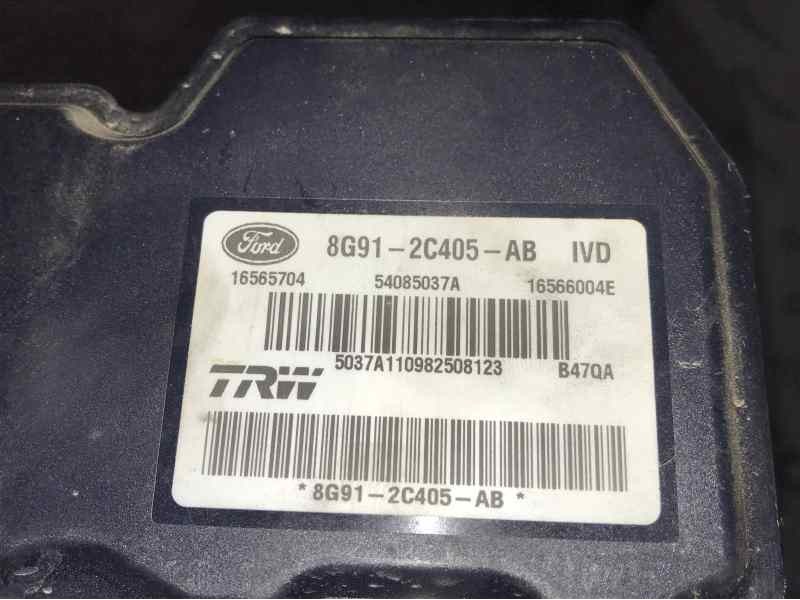 Ford 8G91-2C405-AB IVD
16565704 54085037A 16566004E
5037A110982508123 B47QA
TRW
* 8G91-2C405-AB *